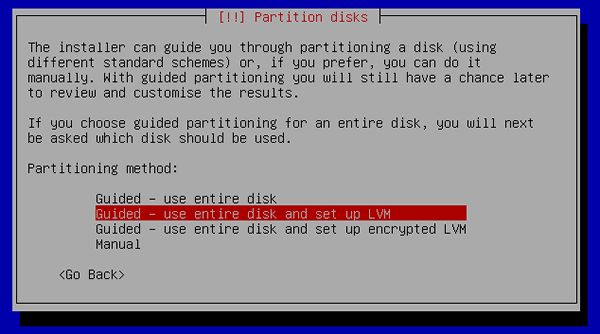 [!!] Partition disks
The installer can guide you through partitioning a disk (using
different standard schemes) or, if you prefer, you can do it
manually. With guided partitioning you will still have a chance later
to review and customise the results.
If you choose guided partitioning for an entire disk, you will next
be asked which disk should be used.
Partitioning method:
Guided – use entire disk
Guided – use entire disk and set up LVM
Guided – use entire disk and set up encrypted LVM
Manual
<Go Back>